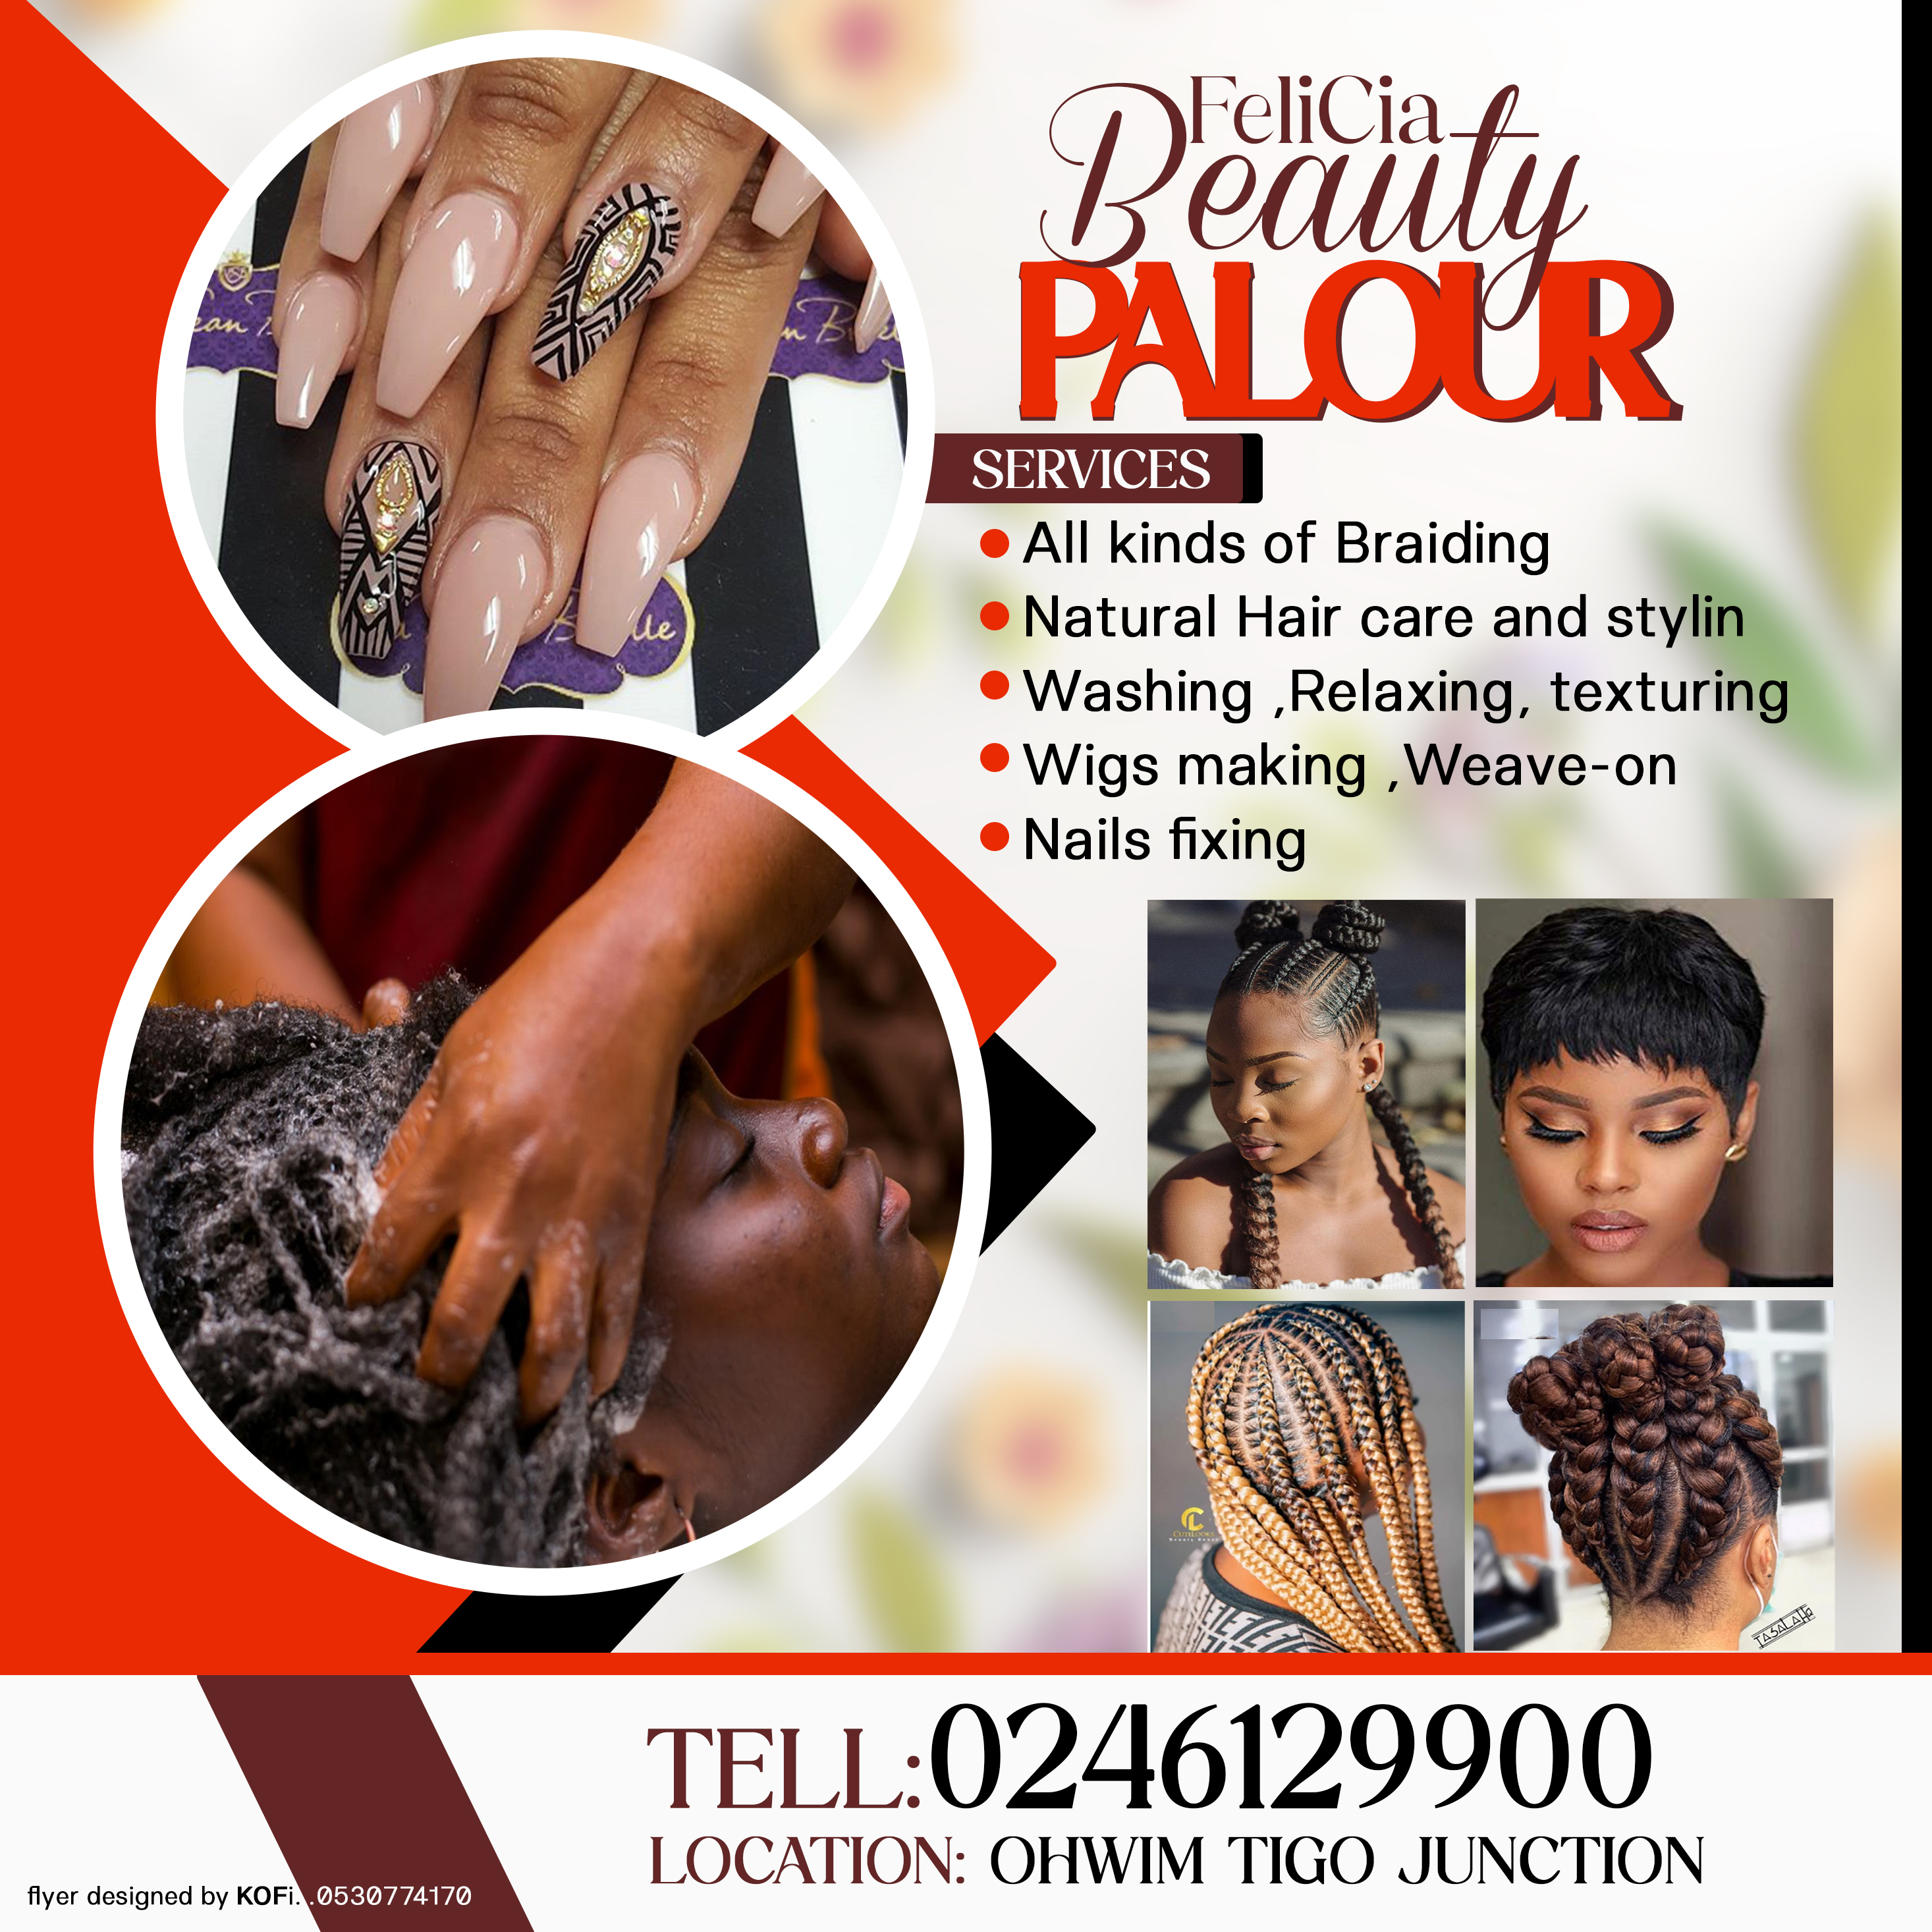 FeliCia
Beauty
PALOUR
SERVICES
All kinds of Braiding
Natural Hair care and stylin
Washing ,Relaxing, texturing
Wigs making ,Weave-on
Nails fixing
TASALAHQ
TELL:0246129900
LOCATION: OHWIM TIGO JUNCTION
flyer designed by KOFi. .0530774170